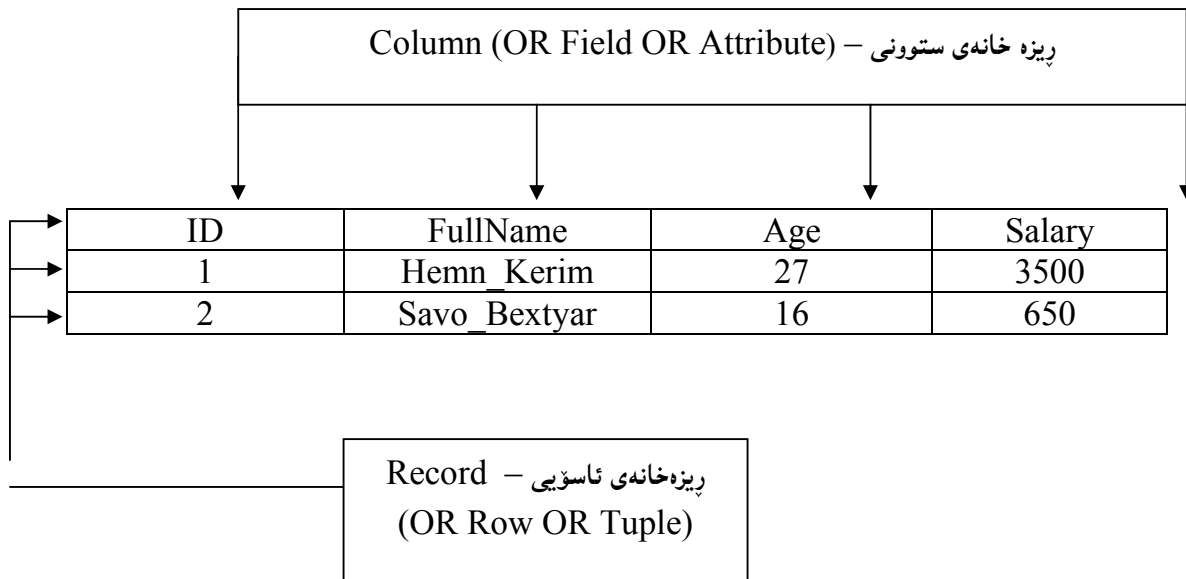 Column (OR Field OR Attribute) – ڕیزە خانەی ستوونی
ID FullName Age Salary
1 Hemn_Kerim 27 3500
2 Savo_Bextyar 16 650
Record – ڕیزەخانەی ئاسۆیی
(OR Row OR Tuple)